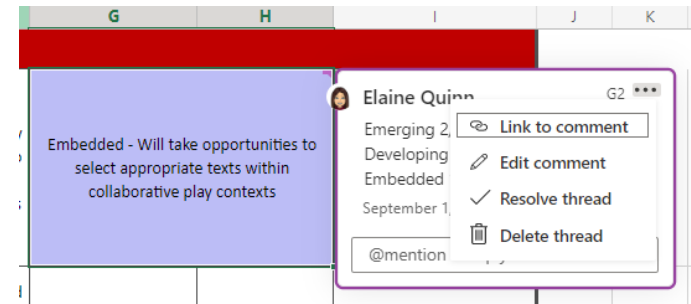 G H I J K
Embedded - Will take opportunities to
select appropriate texts within
collaborative play contexts
Elaine Quinn
G2
Emerging 2,
Developing
Embedded
September 1,
@mention
Link to comment
Edit comment
Resolve thread
Delete thread